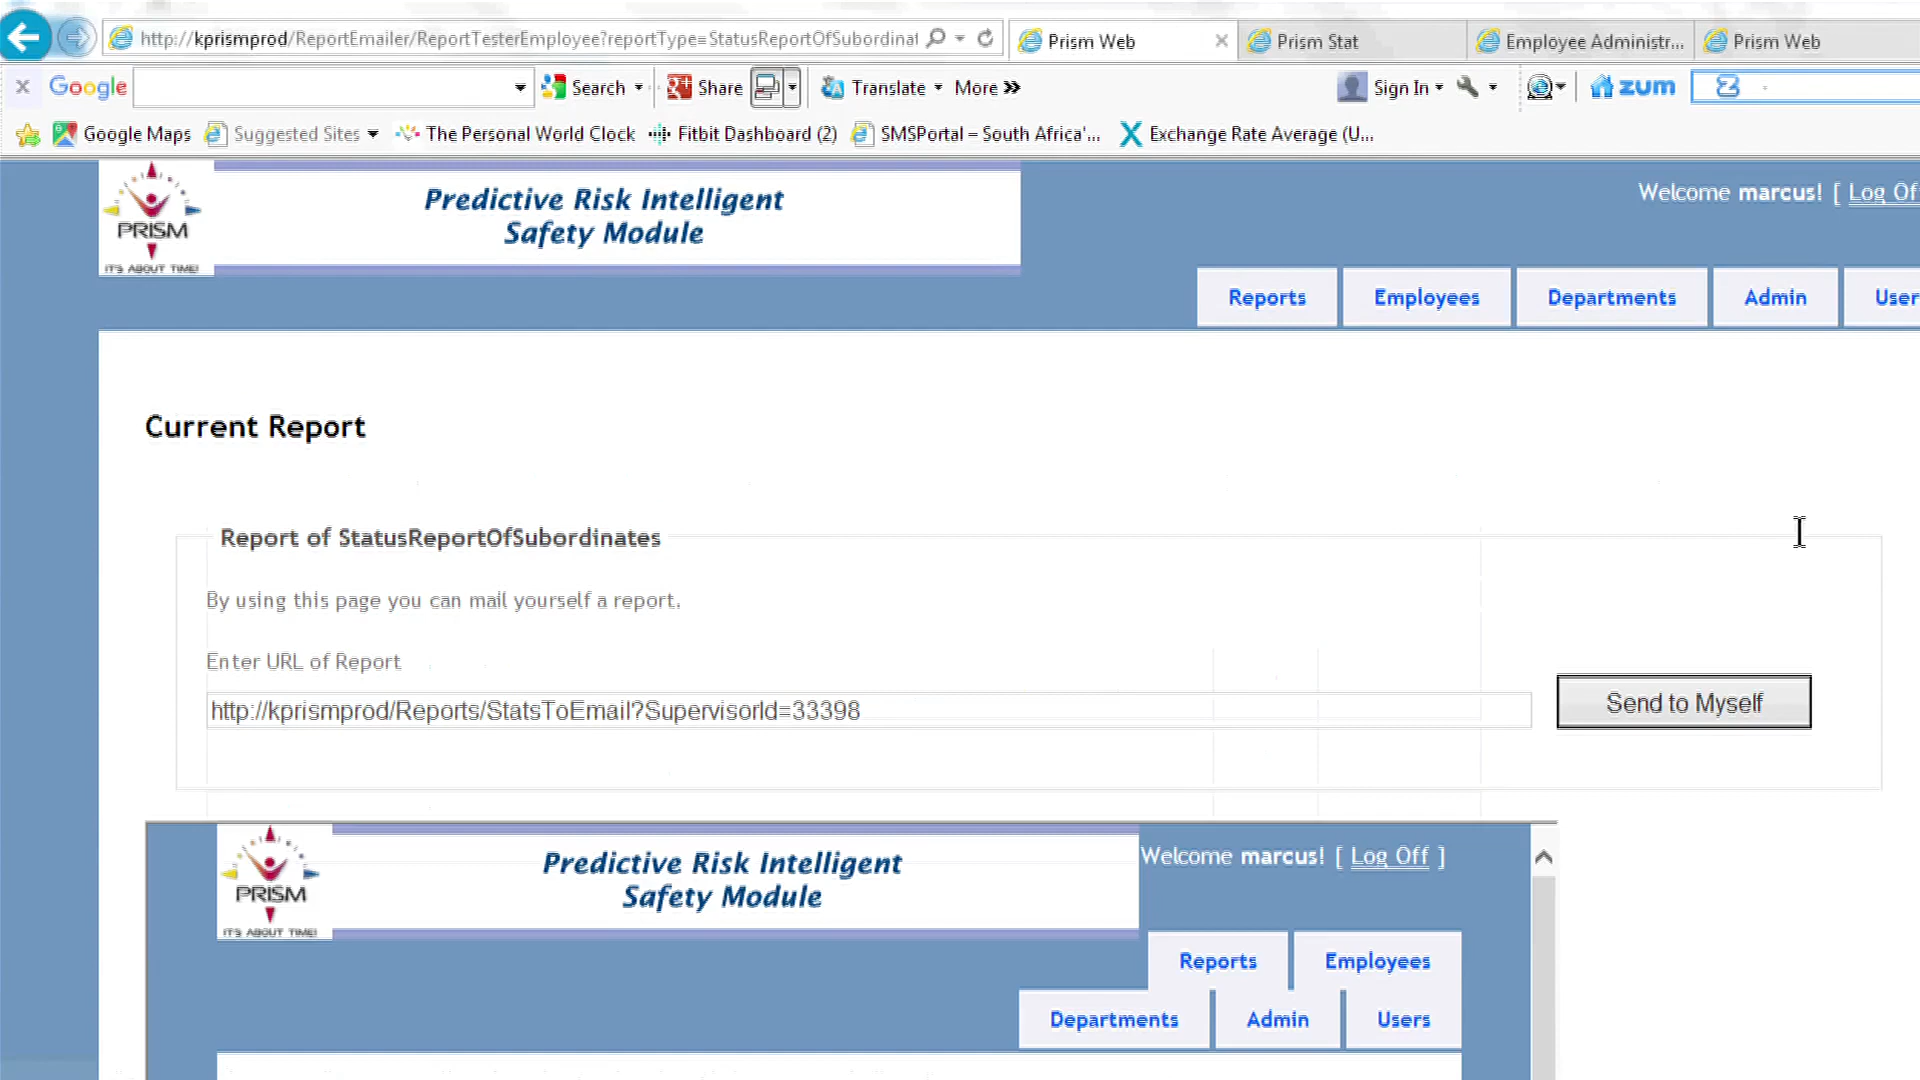 http://kprismprod/ReportEmailer/ReportTesterEmployee?reportType=StatusReportOfSubordinat
Prism Web
Prism Stat
Employee Administr...
Prism Web
Google
Search
Share
Translate
More »
Sign In
zum
Google Maps
Suggested Sites
The Personal World Clock
Fitbit Dashboard (2)
SMSPortal – South Africa'...
Exchange Rate Average (U...
PRISM
IT'S ABOUT TIME!
Predictive Risk Intelligent
Safety Module
Welcome marcus! [ Log Of
Reports
Employees
Departments
Admin
User
Current Report
Report of StatusReportOfSubordinates
By using this page you can mail yourself a report.
Enter URL of Report
http://kprismprod/Reports/StatsToEmail?SupervisorId=33398
Send to Myself
PRISM
IT'S ABOUT TIME!
Predictive Risk Intelligent
Safety Module
Welcome marcus! [ Log Off ]
Reports
Employees
Departments
Admin
Users